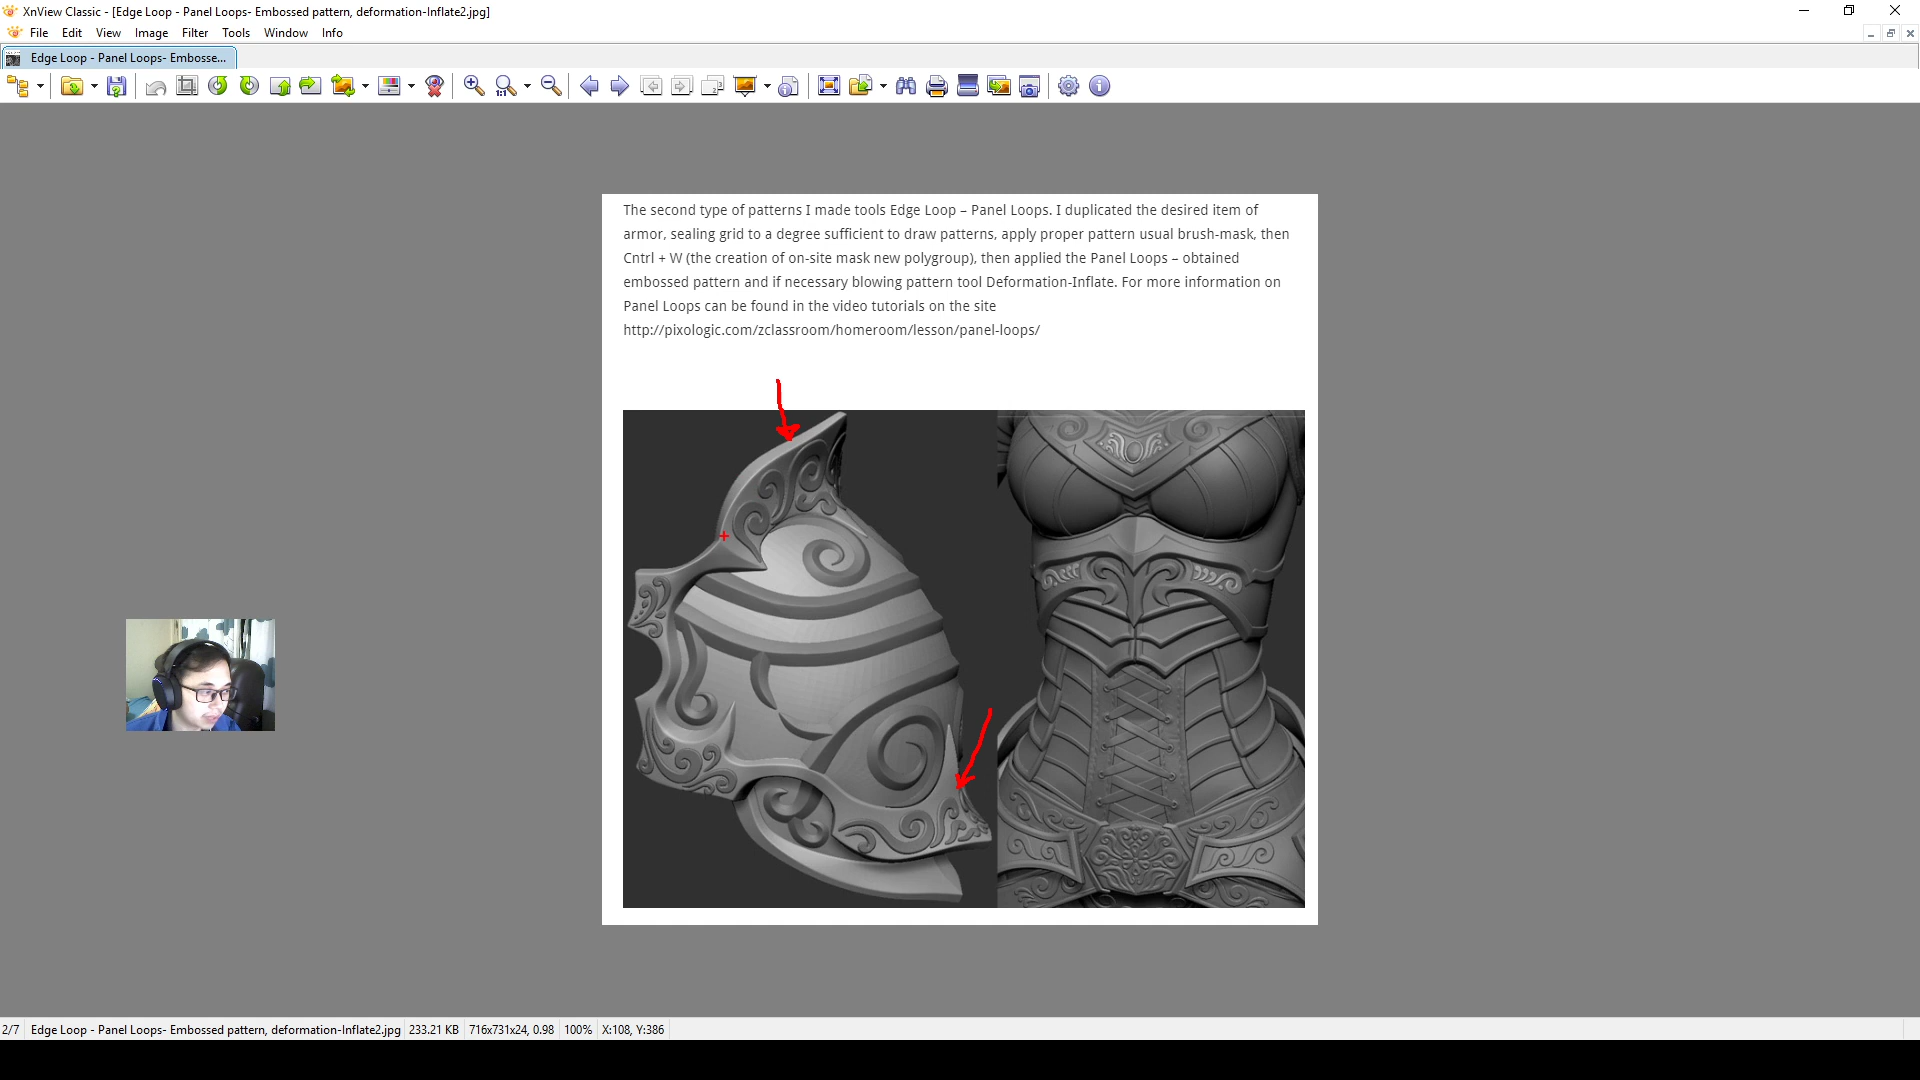 XnView Classic - [Edge Loop - Panel Loops- Embossed pattern, deformation-Inflate2.jpg]
File Edit View Image Filter Tools Window Info
Edge Loop - Panel Loops- Embosse...
1:1
The second type of patterns I made tools Edge Loop – Panel Loops. I duplicated the desired item of
armor, sealing grid to a degree sufficient to draw patterns, apply proper pattern usual brush-mask, then
Cntrl + W (the creation of on-site mask new polygroup), then applied the Panel Loops – obtained
embossed pattern and if necessary blowing pattern tool Deformation-Inflate. For more information on
Panel Loops can be found in the video tutorials on the site
http://pixologic.com/zclassroom/homeroom/lesson/panel-loops/
2/7 Edge Loop - Panel Loops- Embossed pattern, deformation-Inflate2.jpg 233.21 KB 716x731x24, 0.98 100% X:108, Y:386